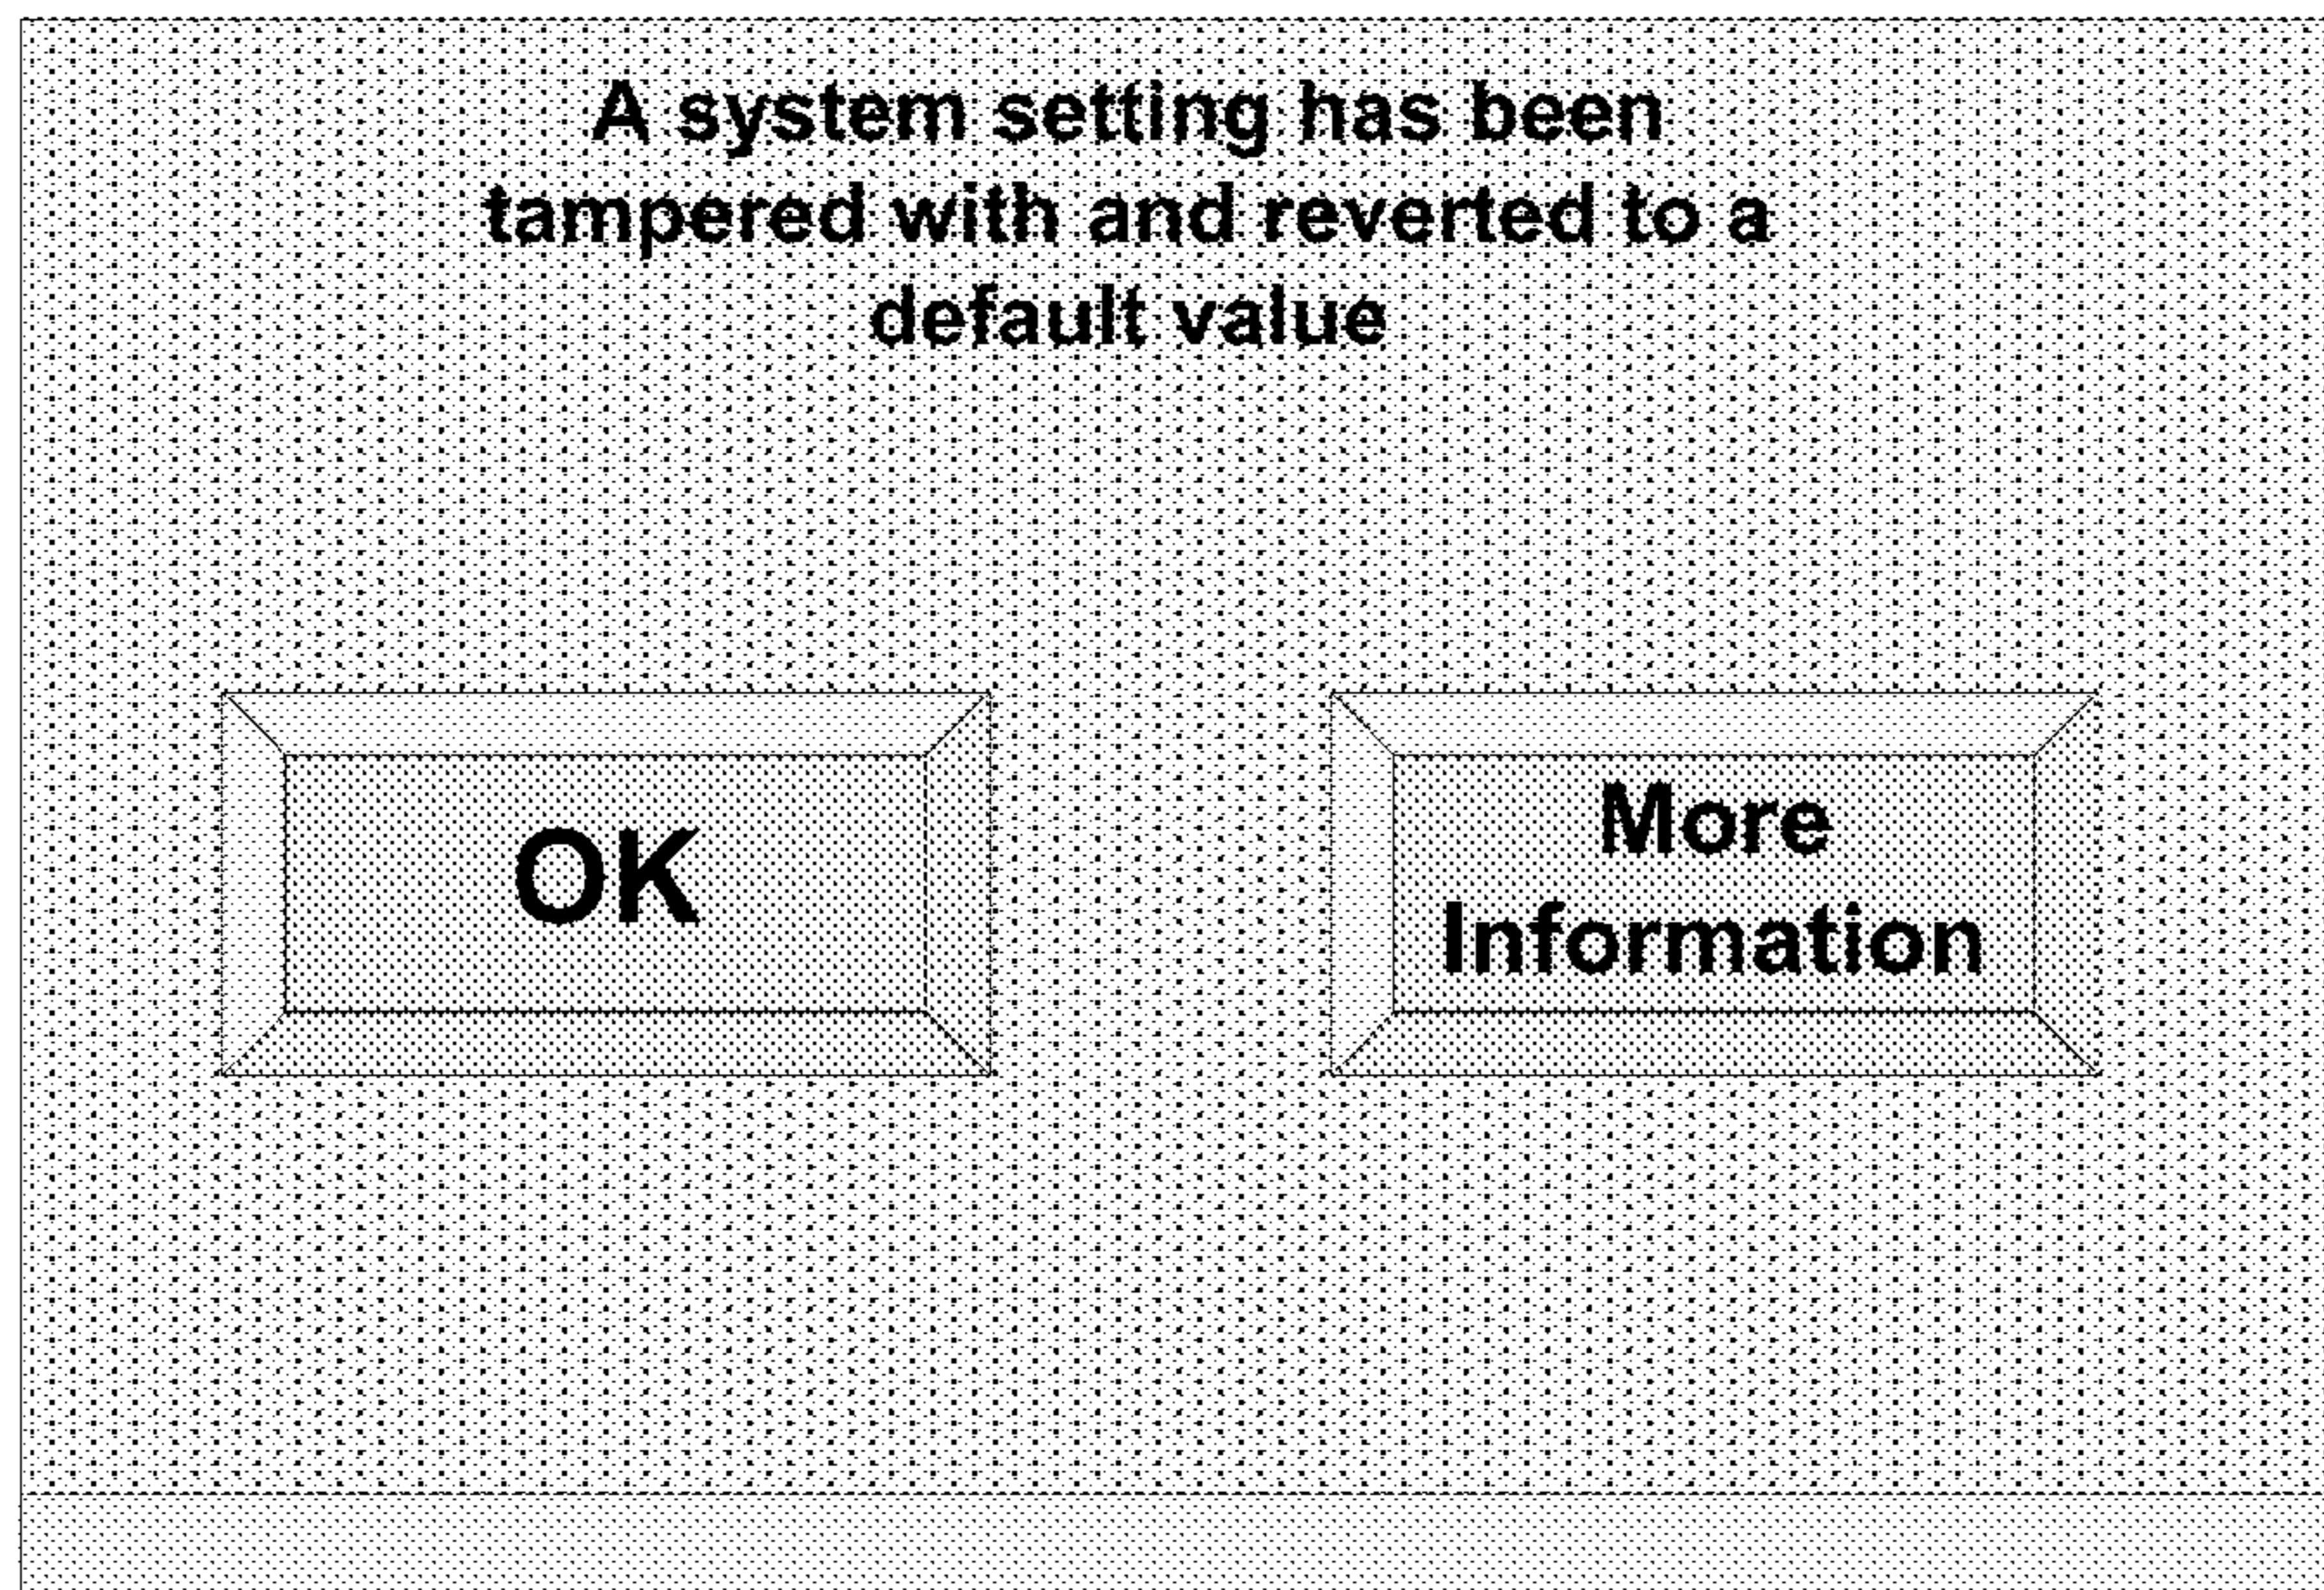 A system setting has been
tampered with and reverted to a
default value
OK
More
Information